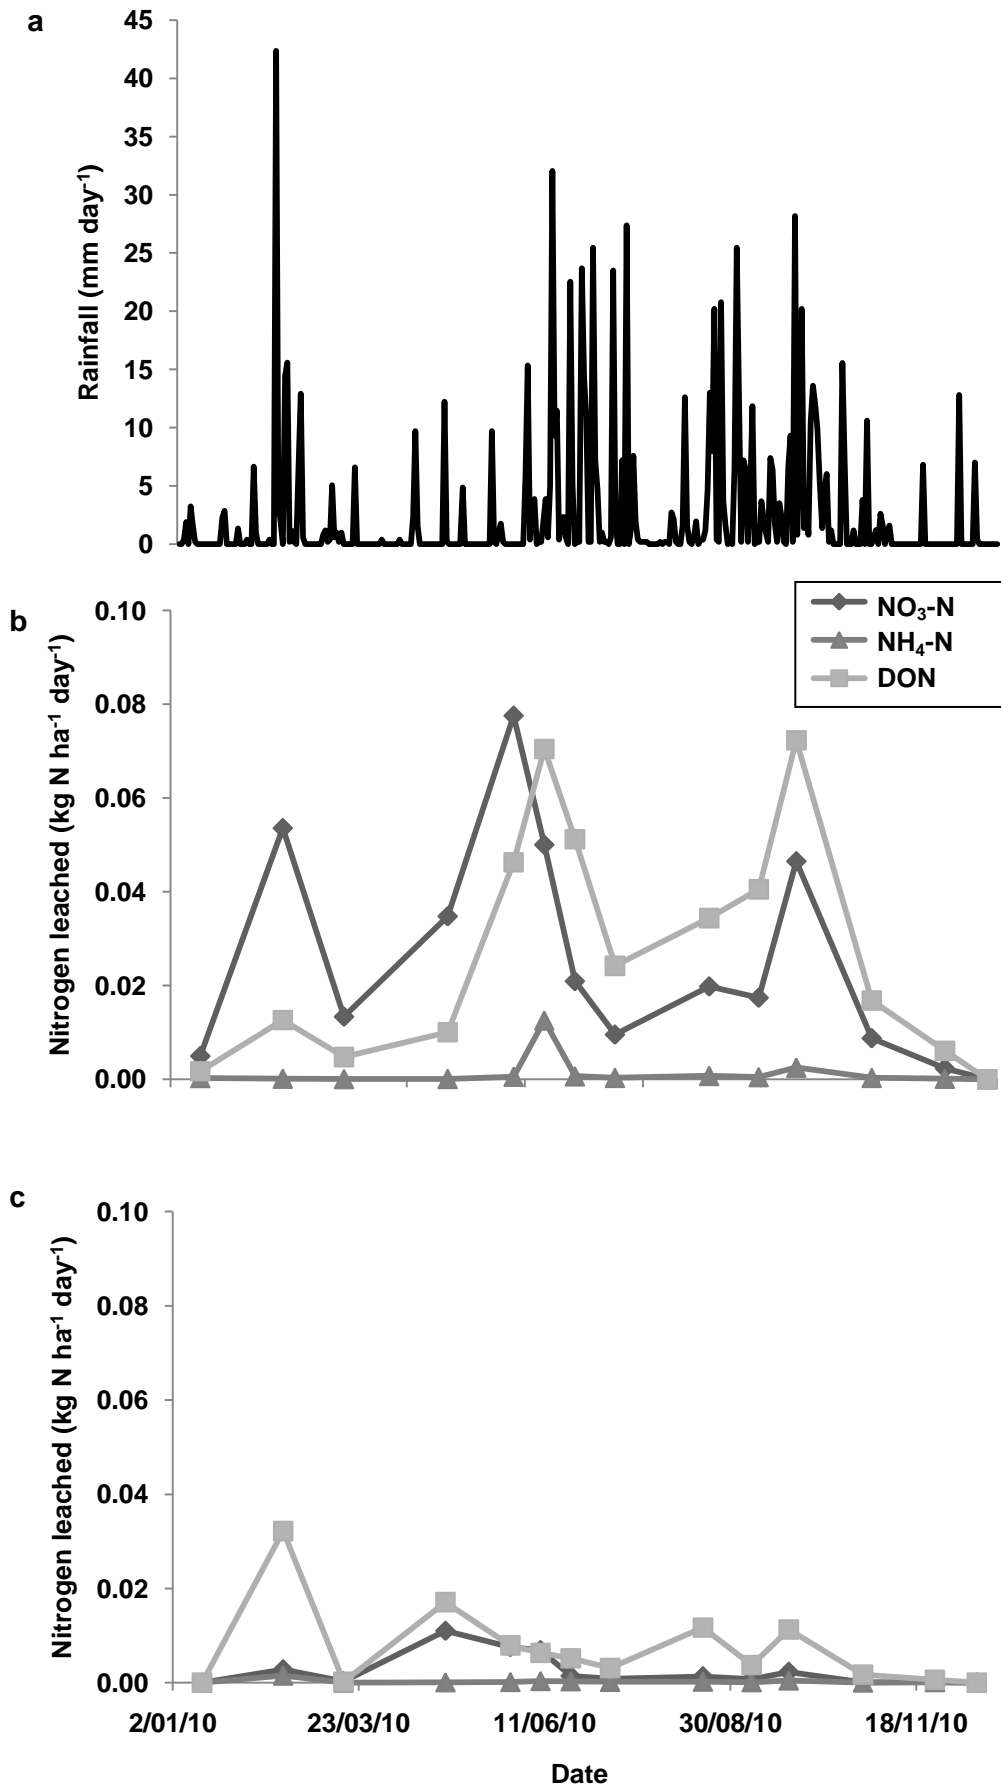 a
Rainfall (mm day⁻¹)
45
40
35
30
25
20
15
10
5
0
b
Nitrogen leached (kg N ha⁻¹ day⁻¹)
0.10
0.08
0.06
0.04
0.02
0.00
NO₃-N
NH₄-N
DON
c
Nitrogen leached (kg N ha⁻¹ day⁻¹)
0.10
0.08
0.06
0.04
0.02
0.00
2/01/10 23/03/10 11/06/10 30/08/10 18/11/10
Date